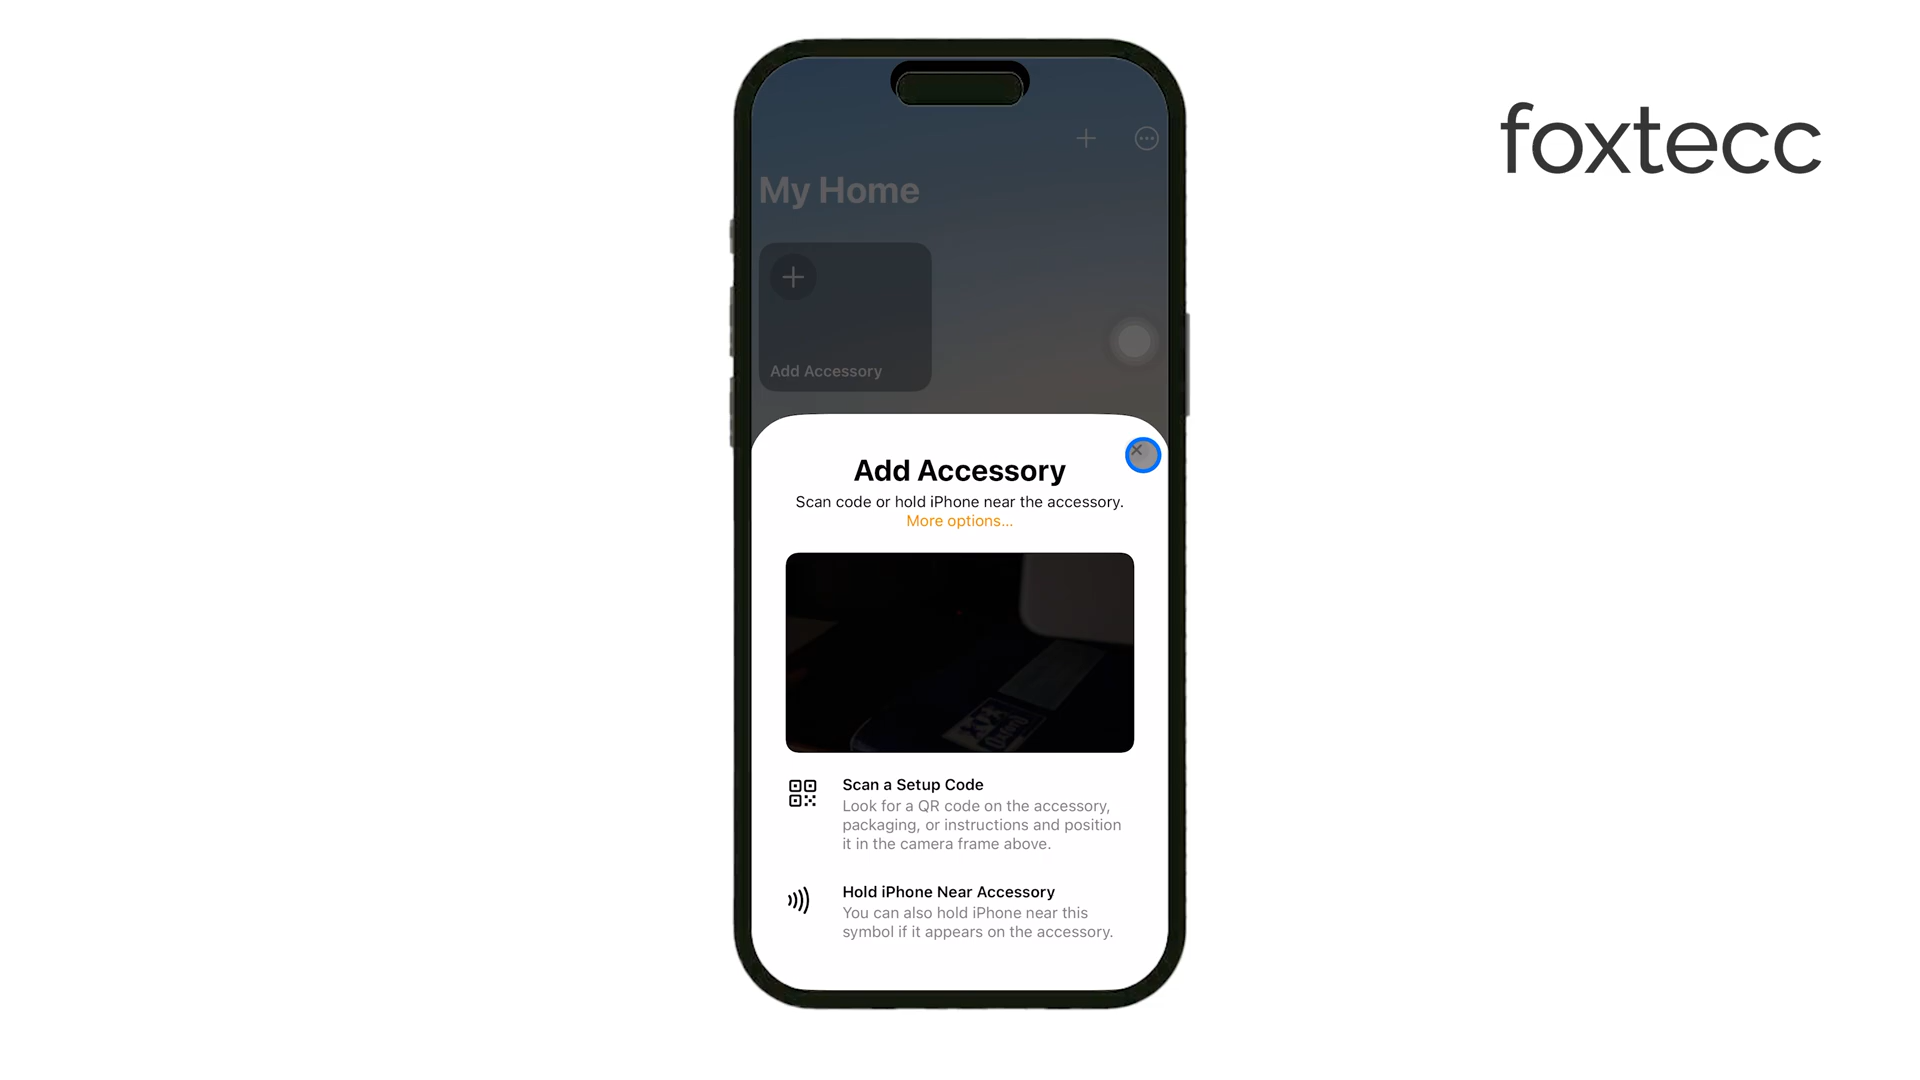 foxtecc
My Home
Add Accessory
Add Accessory
Scan code or hold iPhone near the accessory.
More options...
Oxford
Scan a Setup Code
Look for a QR code on the accessory,
packaging, or instructions and position
it in the camera frame above.
Hold iPhone Near Accessory
You can also hold iPhone near this
symbol if it appears on the accessory.